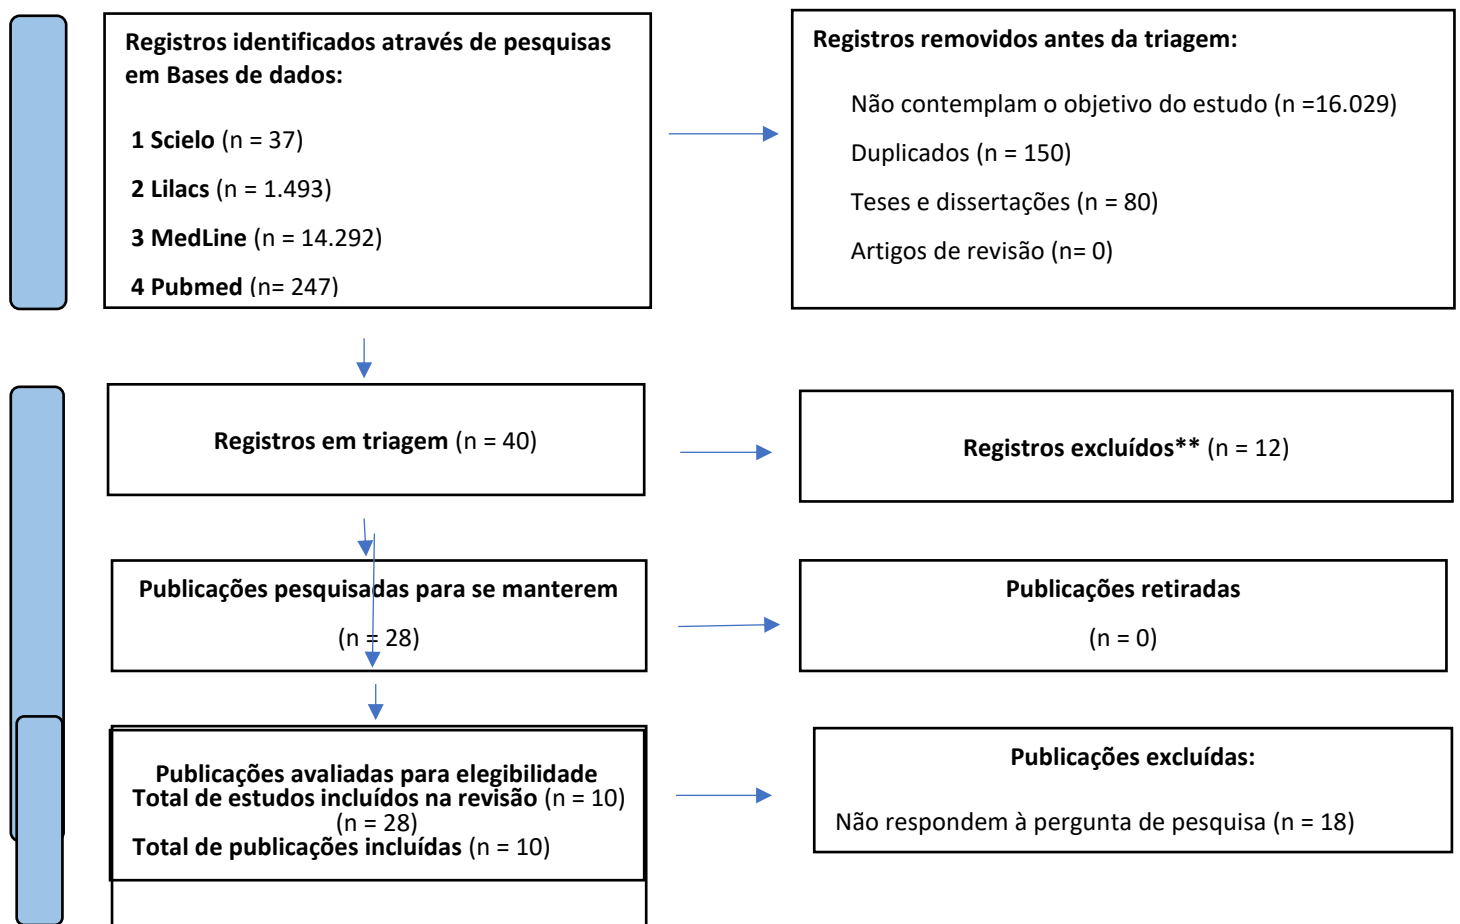 Registros identificados através de pesquisas
em Bases de dados:
1 Scielo (n = 37)
2 Lilacs (n = 1.493)
3 MedLine (n = 14.292)
4 Pubmed (n= 247)
Registros removidos antes da triagem:
Não contemplam o objetivo do estudo (n =16.029)
Duplicados (n = 150)
Teses e dissertações (n = 80)
Artigos de revisão (n= 0)
Registros em triagem (n = 40)
Registros excluídos** (n = 12)
Publicações pesquisadas para se manterem
(n = 28)
Publicações retiradas
(n = 0)
Publicações avaliadas para elegibilidade
Total de estudos incluídos na revisão (n = 10)
(n = 28)
Total de publicações incluídas (n = 10)
Publicações excluídas:
Não respondem à pergunta de pesquisa (n = 18)